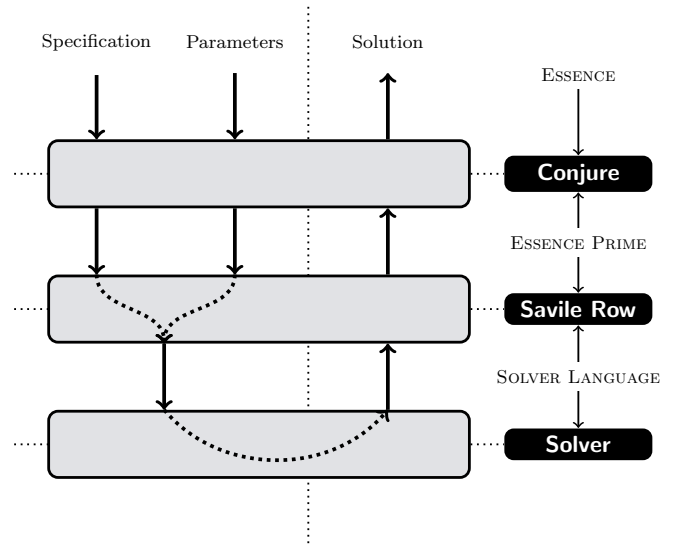 Specification
Parameters
Solution
ESSENCE
Conjure
ESSENCE PRIME
Savile Row
SOLVER LANGUAGE
Solver